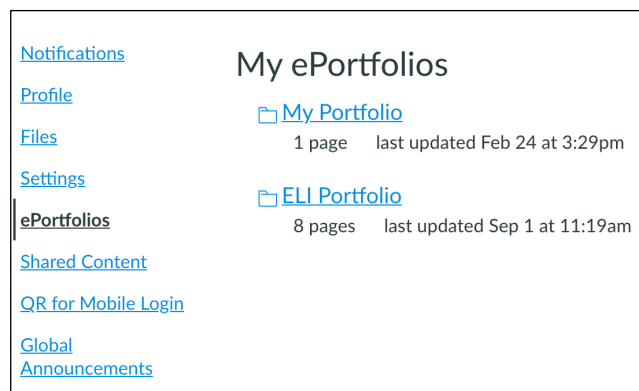 Notifications
Profile
Files
Settings
ePortfolios
Shared Content
QR for Mobile Login
Global
Announcements
My ePortfolios
My Portfolio
1 page last updated Feb 24 at 3:29pm
ELI Portfolio
8 pages last updated Sep 1 at 11:19am